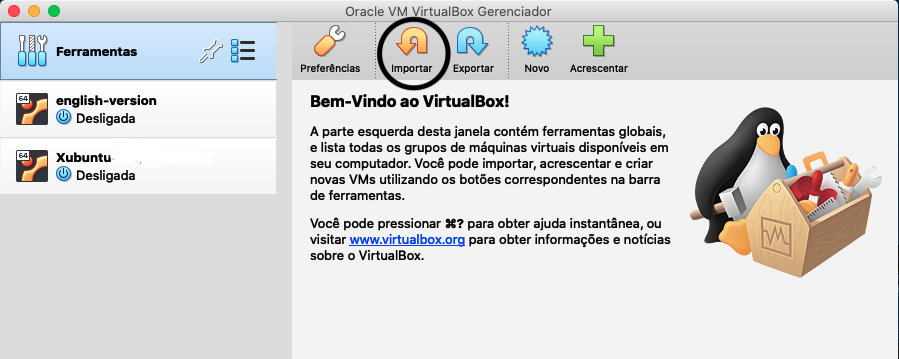 Oracle VM VirtualBox Gerenciador
Ferramentas
Preferências
Importar
Exportar
Novo
Acrescentar
64
english-version
Desligada
64
Xubuntu
Desligada
Bem-Vindo ao VirtualBox!
A parte esquerda desta janela contém ferramentas globais,
e lista todas os grupos de máquinas virtuais disponíveis em
seu computador. Você pode importar, acrescentar e criar
novas VMs utilizando os botões correspondentes na barra
de ferramentas.
Você pode pressionar ⌘? para obter ajuda instantânea, ou
visitar www.virtualbox.org para obter informações e notícias
sobre o VirtualBox.